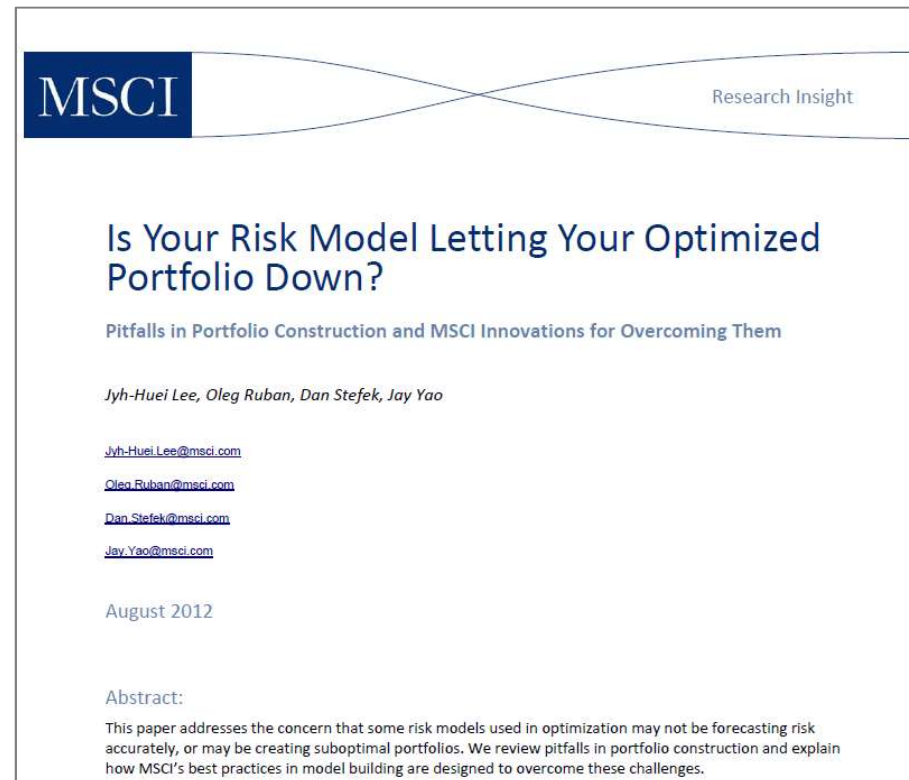 MSCI
Research Insight
Is Your Risk Model Letting Your Optimized
Portfolio Down?
Pitfalls in Portfolio Construction and MSCI Innovations for Overcoming Them
Jyh-Huei Lee, Oleg Ruban, Dan Stefek, Jay Yao
Jyh-Huei.Lee@msci.com
Oleg.Ruban@msci.com
Dan.Stefek@msci.com
Jay.Yao@msci.com
August 2012
Abstract:
This paper addresses the concern that some risk models used in optimization may not be forecasting risk
accurately, or may be creating suboptimal portfolios. We review pitfalls in portfolio construction and explain
how MSCI's best practices in model building are designed to overcome these challenges.